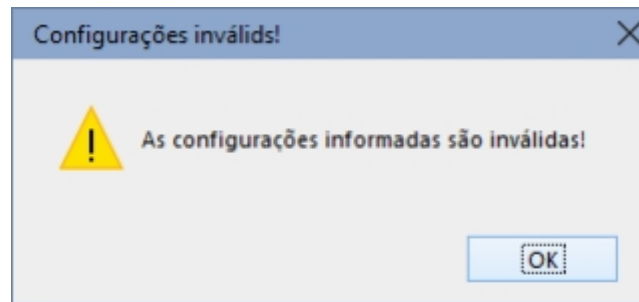 Configurações inválids!
As configurações informadas são inválidas!
OK